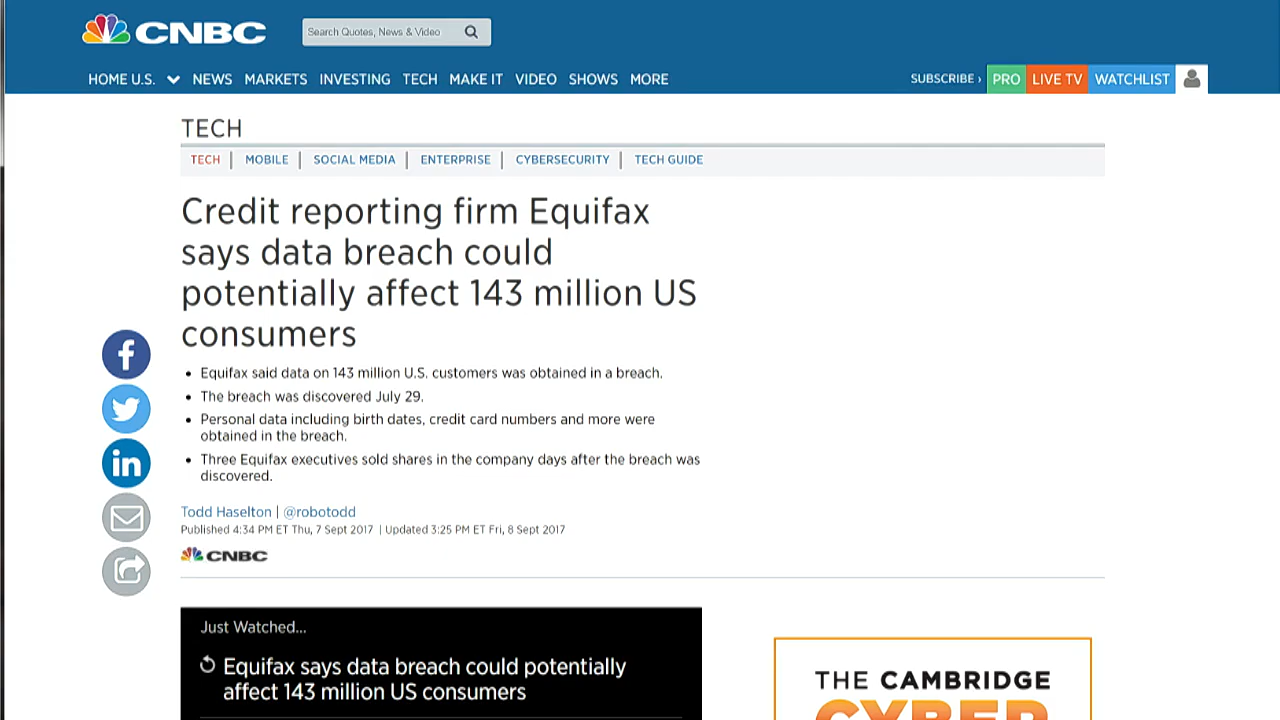 CNBC
Search Quotes, News & Video
HOME U.S. NEWS MARKETS INVESTING TECH MAKE IT VIDEO SHOWS MORE
SUBSCRIBE › PRO LIVE TV WATCHLIST
TECH
TECH | MOBILE | SOCIAL MEDIA | ENTERPRISE | CYBERSECURITY | TECH GUIDE
Credit reporting firm Equifax
says data breach could
potentially affect 143 million US
consumers
• Equifax said data on 143 million U.S. customers was obtained in a breach.
• The breach was discovered July 29.
• Personal data including birth dates, credit card numbers and more were
obtained in the breach.
• Three Equifax executives sold shares in the company days after the breach was
discovered.
Todd Haselton | @robotodd
Published 4:34 PM ET Thu, 7 Sept 2017 | Updated 3:25 PM ET Fri, 8 Sept 2017
CNBC
Just Watched...
Equifax says data breach could potentially
affect 143 million US consumers
THE CAMBRIDGE
CYBER